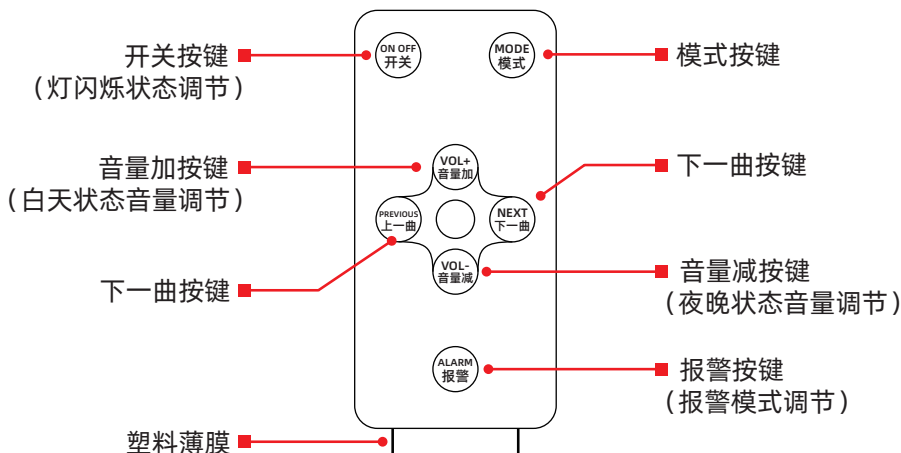 ON OFF
开关
MODE
模式
开关按键
(灯闪烁状态调节)
模式按键
VOL+
音量加
音量加按键
(白天状态音量调节)
下一曲按键
PREVIOUS
上一曲
NEXT
下一曲
VOL-
音量减
下一曲按键
音量减按键
(夜晚状态音量调节)
ALARM
报警
报警按键
(报警模式调节)
塑料薄膜